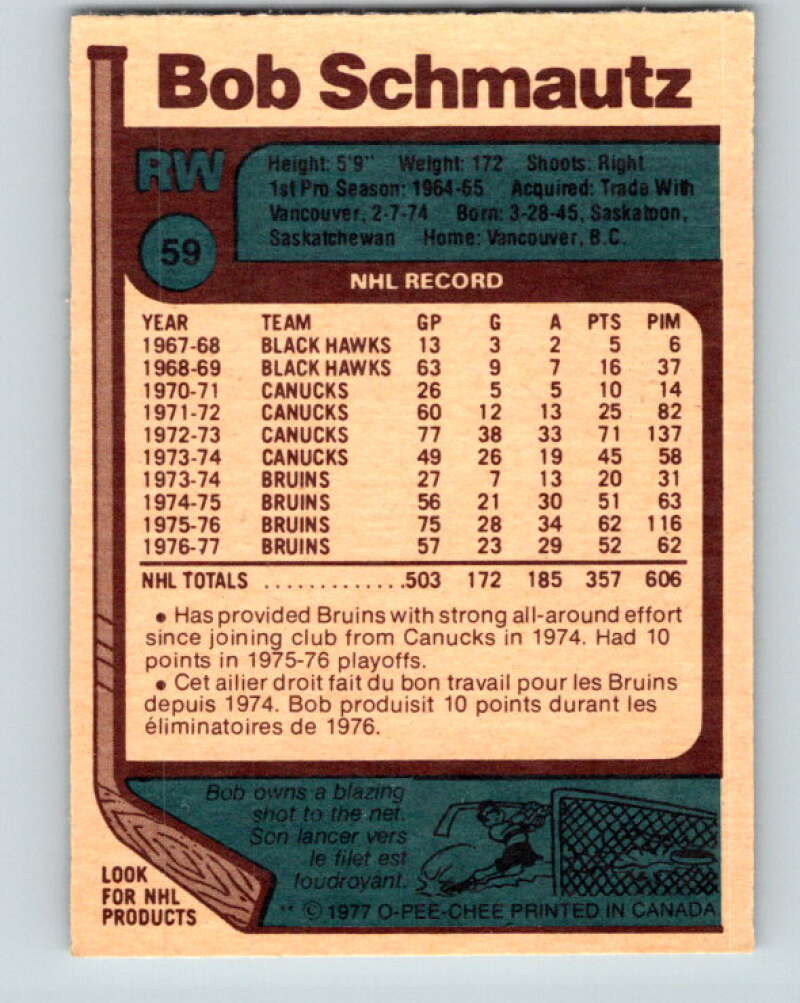 Bob Schmautz
RW
Height: 5'9" Weight: 172 Shoots: Right
1st Pro Season: 1964-65 Acquired: Trade With
Vancouver, 2-7-74 Born: 3-28-45, Saskatoon,
Saskatchewan Home: Vancouver, B.C.
59
NHL RECORD
YEAR TEAM GP G A PTS PIM
1967-68 BLACK HAWKS 13 3 2 5 6
1968-69 BLACK HAWKS 63 9 7 16 37
1970-71 CANUCKS 26 5 5 10 14
1971-72 CANUCKS 60 12 13 25 82
1972-73 CANUCKS 77 38 33 71 137
1973-74 CANUCKS 49 26 19 45 58
1973-74 BRUINS 27 7 13 20 31
1974-75 BRUINS 56 21 30 51 63
1975-76 BRUINS 75 28 34 62 116
1976-77 BRUINS 57 23 29 52 62
NHL TOTALS .............503 172 185 357 606
• Has provided Bruins with strong all-around effort
since joining club from Canucks in 1974. Had 10
points in 1975-76 playoffs.
• Cet ailier droit fait du bon travail pour les Bruins
depuis 1974. Bob produisit 10 points durant les
éliminatoires de 1976.
Bob owns a blazing
shot to the net.
Son lancer vers
le filet est
foudroyant.
LOOK
FOR NHL
PRODUCTS
** © 1977 O-PEE-CHEE PRINTED IN CANADA